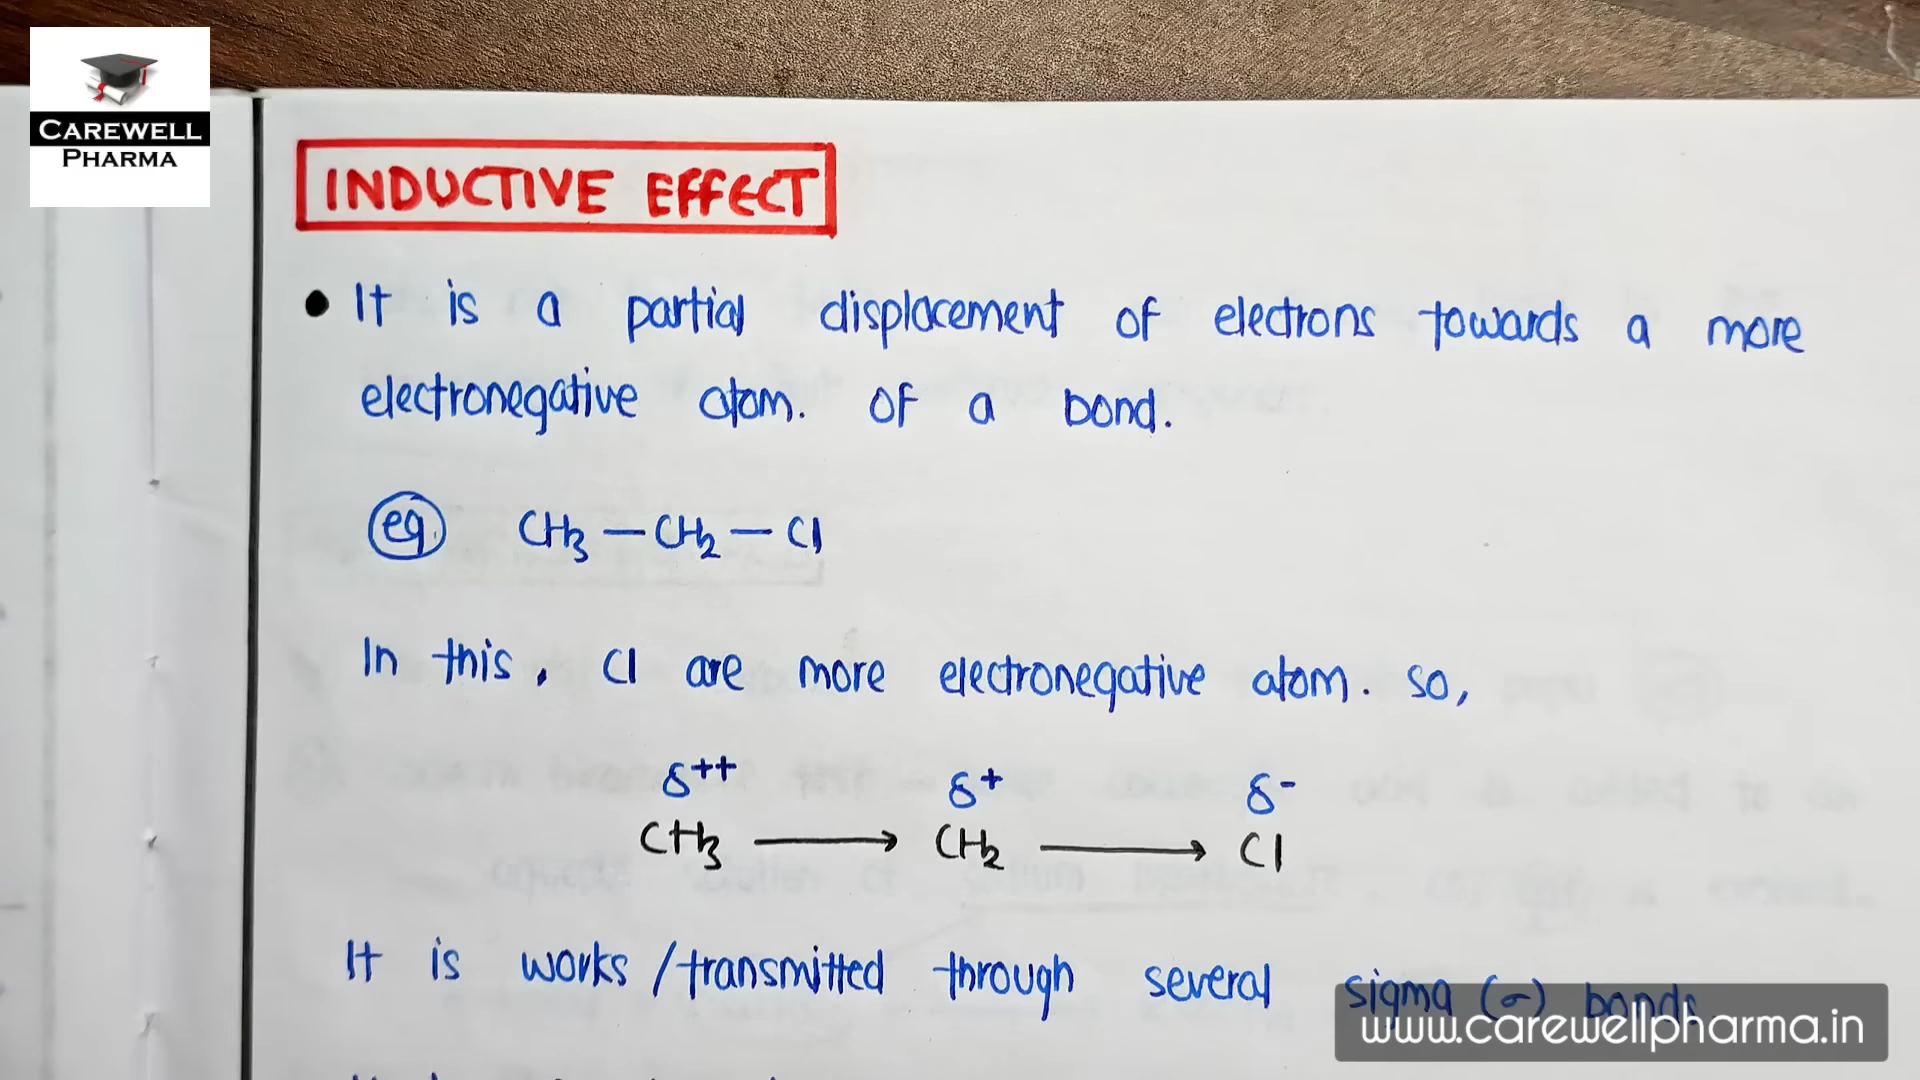 CAREWELL
PHARMA
INDUCTIVE EFFECT
• It is a partial displacement of electrons towards a more
electronegative atom. of a bond.
eg. CH₃ — CH₂ — Cl
In this, Cl are more electronegative atom. so,
δ++ δ+ δ-
CH₃ ⟶ CH₂ ⟶ Cl
It is works / transmitted through several sigma (σ) bonds.
www.carewellpharma.in